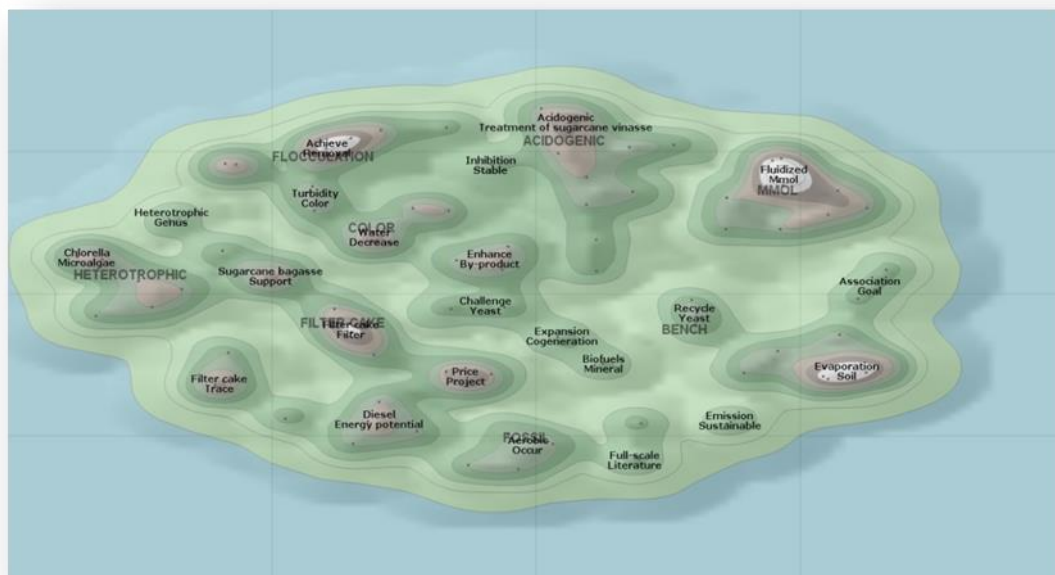 Acidogenic
Treatment of sugarcane vinasse
ACIDOGENIC
Achieve
Removal
FLOCCULATION
Inhibition
Stable
Fluidized
Mmol
MMOL
Turbidity
Color
Heterotrophic
Genus
COLOR
Water
Decrease
Chlorella
Microalgae
HETEROTROPHIC
Sugarcane bagasse
Support
Enhance
By-product
Association
Goal
Challenge
Yeast
Recycle
Yeast
BENCH
FILTER CAKE
Filter cake
Filter
Expansion
Cogeneration
Biofuels
Mineral
Filter cake
Trace
Price
Project
Evaporation
Soil
Diesel
Energy potential
Emission
Sustainable
FOSSIL
Aerobic
Occur
Full-scale
Literature